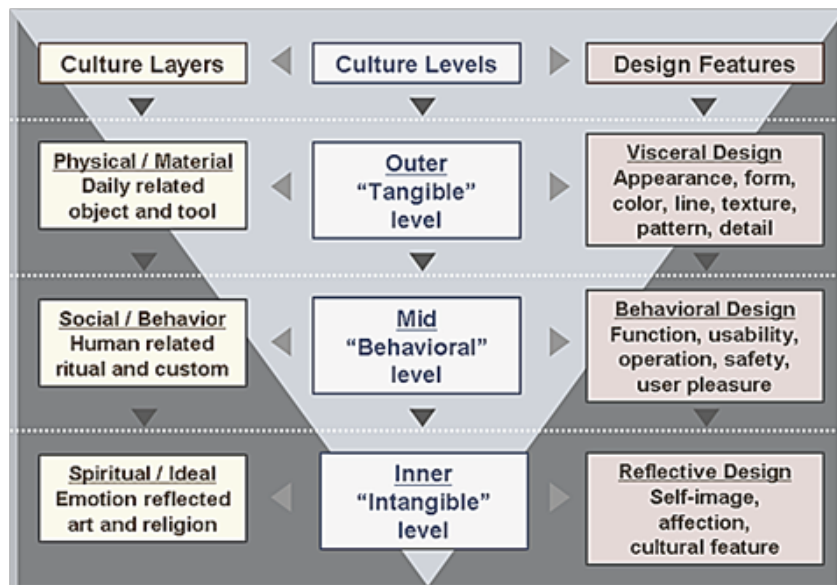 Culture Layers
Culture Levels
Design Features
Physical / Material
Daily related
object and tool
Outer
“Tangible”
level
Visceral Design
Appearance, form,
color, line, texture,
pattern, detail
Social / Behavior
Human related
ritual and custom
Mid
“Behavioral”
level
Behavioral Design
Function, usability,
operation, safety,
user pleasure
Spiritual / Ideal
Emotion reflected
art and religion
Inner
“Intangible”
level
Reflective Design
Self-image,
affection,
cultural feature